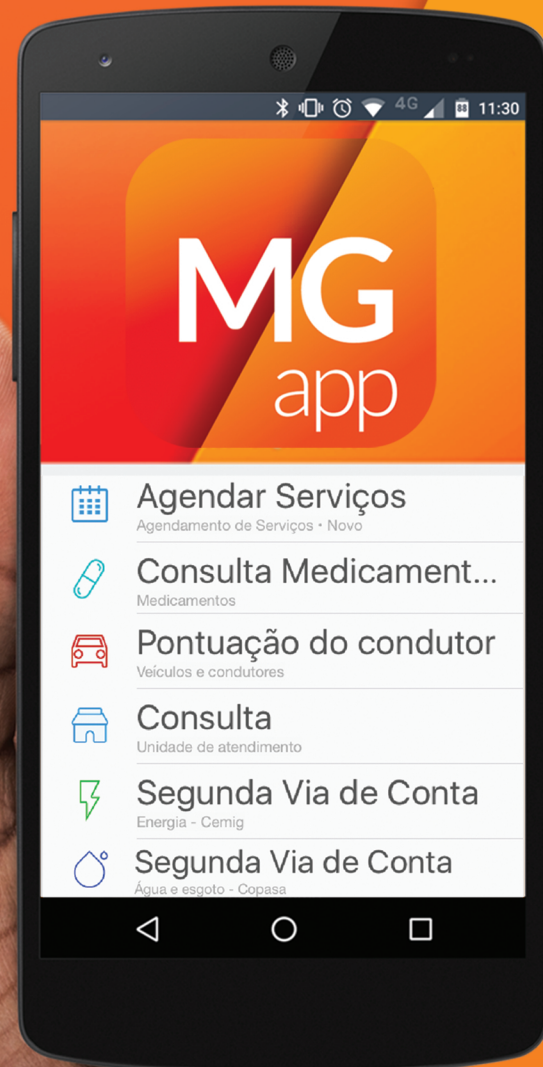 4G 88 11:30
MG
app
Agendar Serviços
Agendamento de Serviços • Novo
Consulta Medicament...
Medicamentos
Pontuação do condutor
Veículos e condutores
Consulta
Unidade de atendimento
Segunda Via de Conta
Energia - Cemig
Segunda Via de Conta
Água e esgoto - Copasa